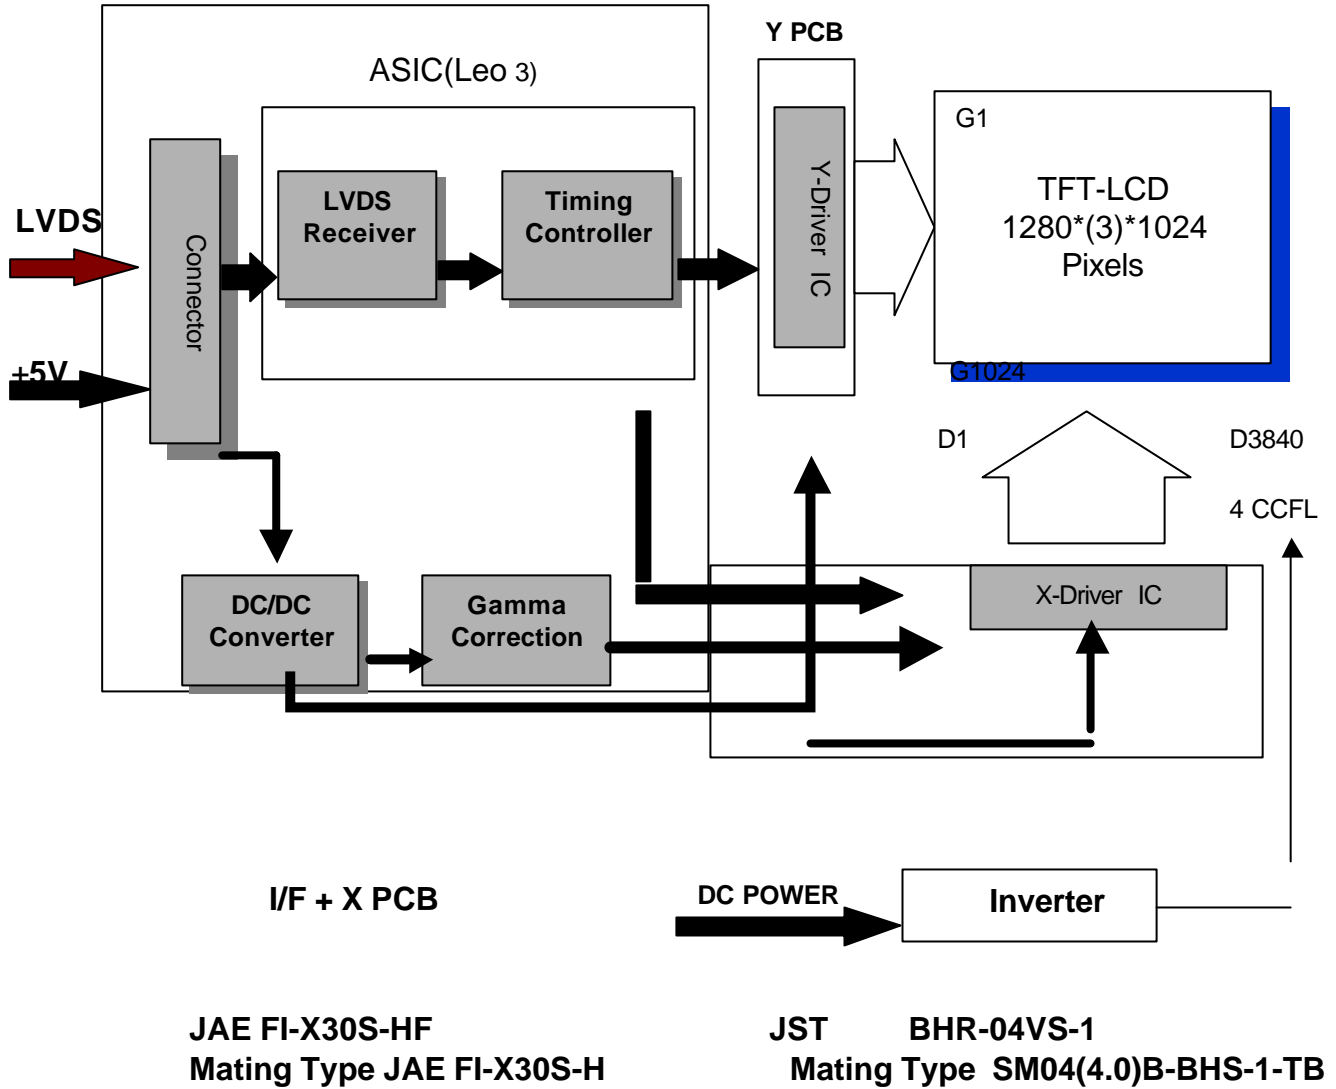 Y PCB
ASIC(Leo 3)
G1
LVDS
Receiver
Timing
Controller
Y-Driver IC
TFT-LCD
1280*(3)*1024
Pixels
LVDS
Connector
+5V
G1024
D1
D3840
4 CCFL
DC/DC
Converter
Gamma
Correction
X-Driver IC
I/F + X PCB
DC POWER
Inverter
JAE FI-X30S-HF
Mating Type JAE FI-X30S-H
JST BHR-04VS-1
Mating Type SM04(4.0)B-BHS-1-TB